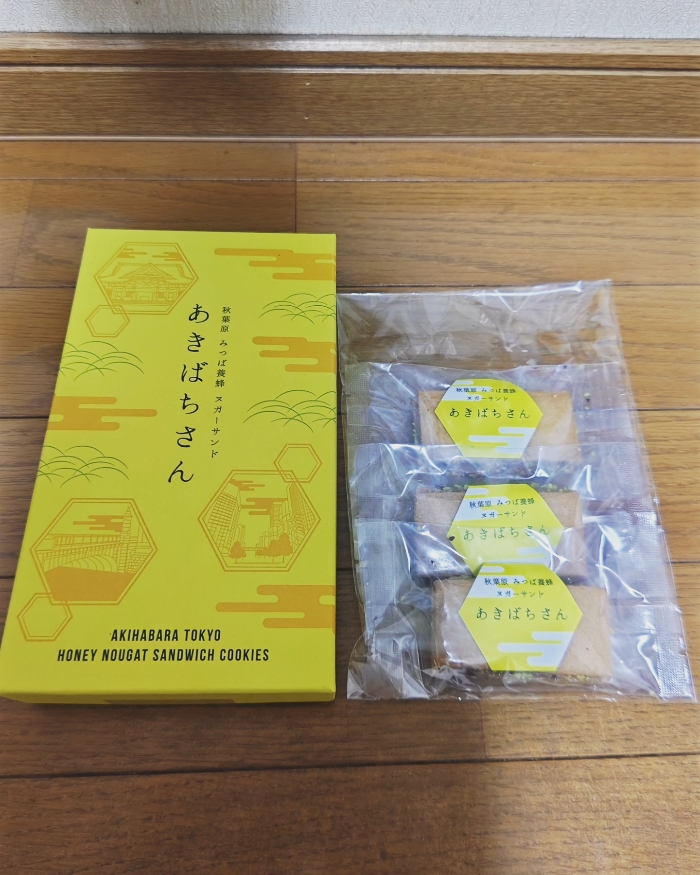 秋葉原 みつばち養蜂 ヌガーサンド
あきばちさん
AKIHABARA TOKYO
HONEY NOUGAT SANDWICH COOKIES
秋葉原 みつばち養蜂
ヌガーサンド
あきばちさん
秋葉原 みつばち養蜂
ヌガーサンド
あきばちさん
秋葉原 みつばち養蜂
ヌガーサンド
あきばちさん